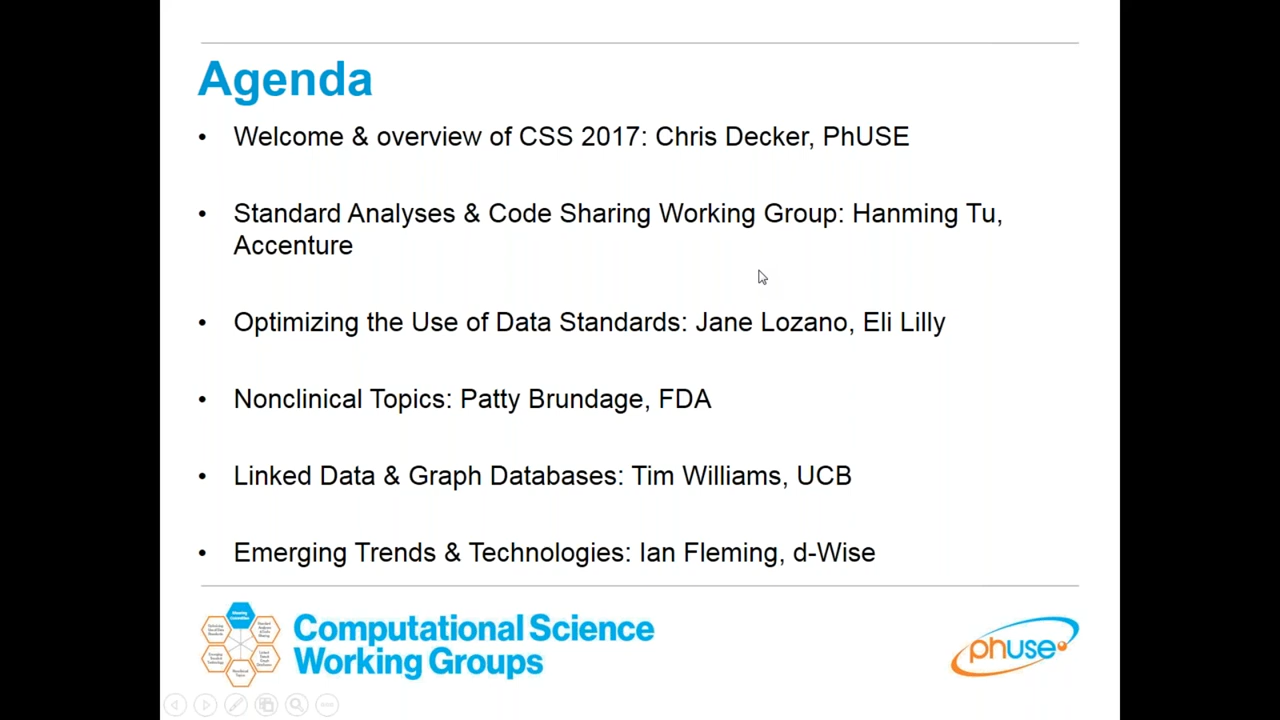 Agenda
• Welcome & overview of CSS 2017: Chris Decker, PhUSE
• Standard Analyses & Code Sharing Working Group: Hanming Tu,
Accenture
• Optimizing the Use of Data Standards: Jane Lozano, Eli Lilly
• Nonclinical Topics: Patty Brundage, FDA
• Linked Data & Graph Databases: Tim Williams, UCB
• Emerging Trends & Technologies: Ian Fleming, d-Wise
Computational Science
Working Groups
phuse